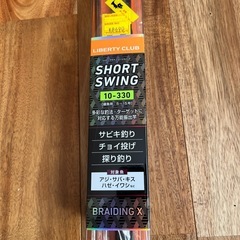 LIBERTY CLUB
SHORT
SWING
10-330
サビキ釣り
チョイ投げ
探り釣り
対象魚
アジ・サバ・キス
ハゼ・イワシ
BRAIDING X